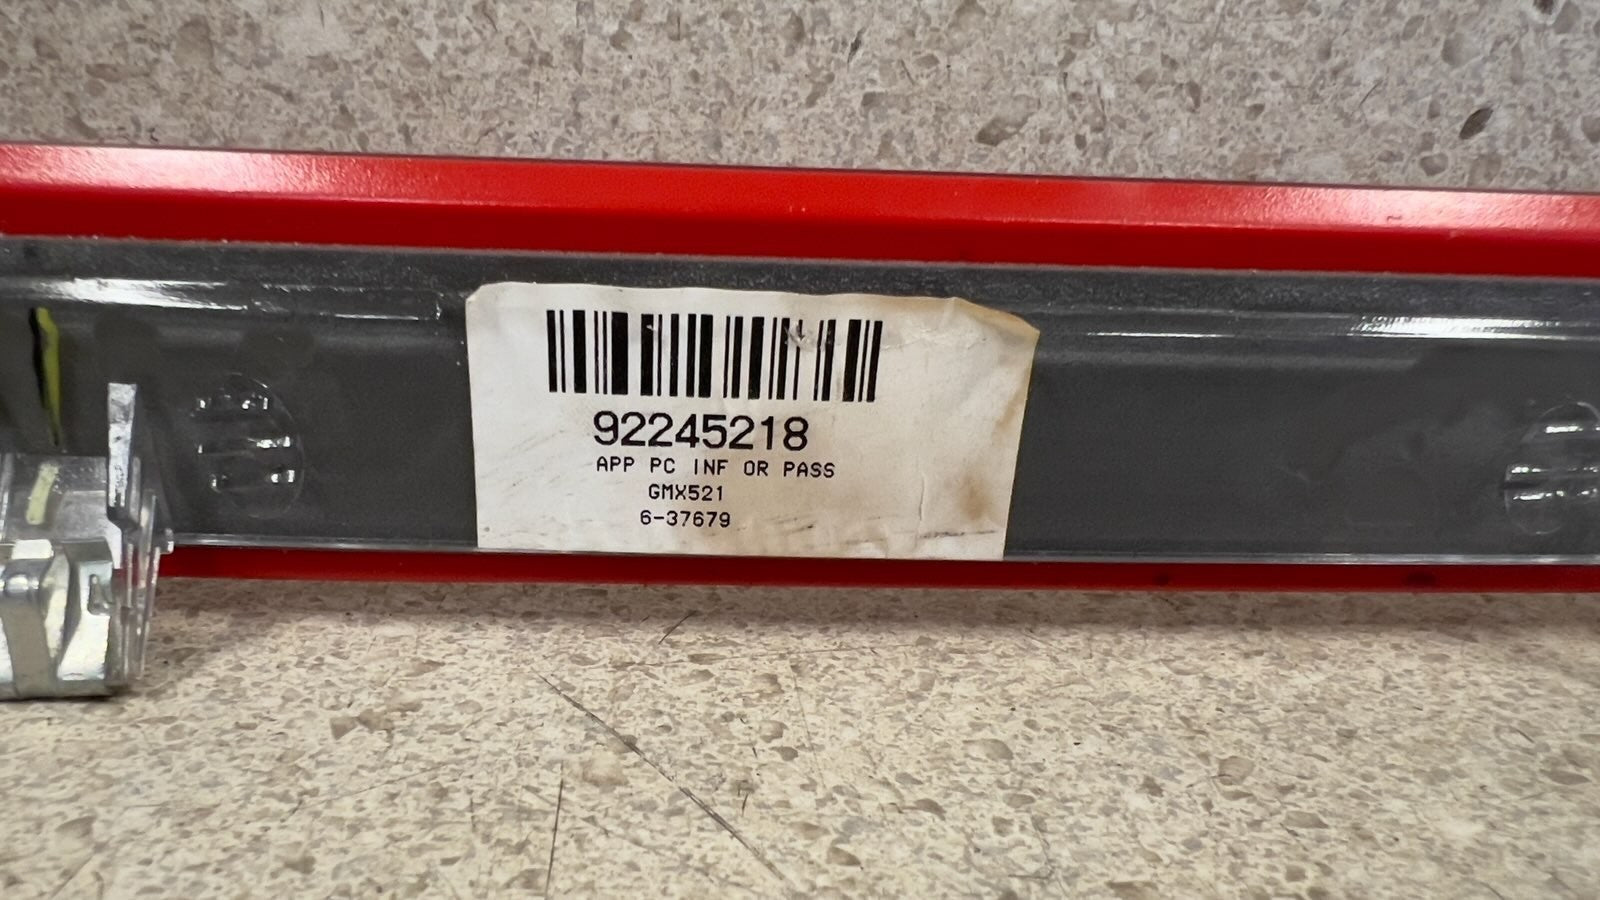 92245218
APP PC INF OR PASS
GMX521
6-37679